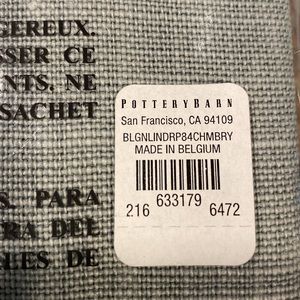 GEREUX.
SSER CE
NTS. NE
SACHET
POTTERYBARN
San Francisco, CA 94109
BLGNLINDRP84CHMBRY
MADE IN BELGIUM
633179
216 6472
S. PARA
RA DEL
LES DE